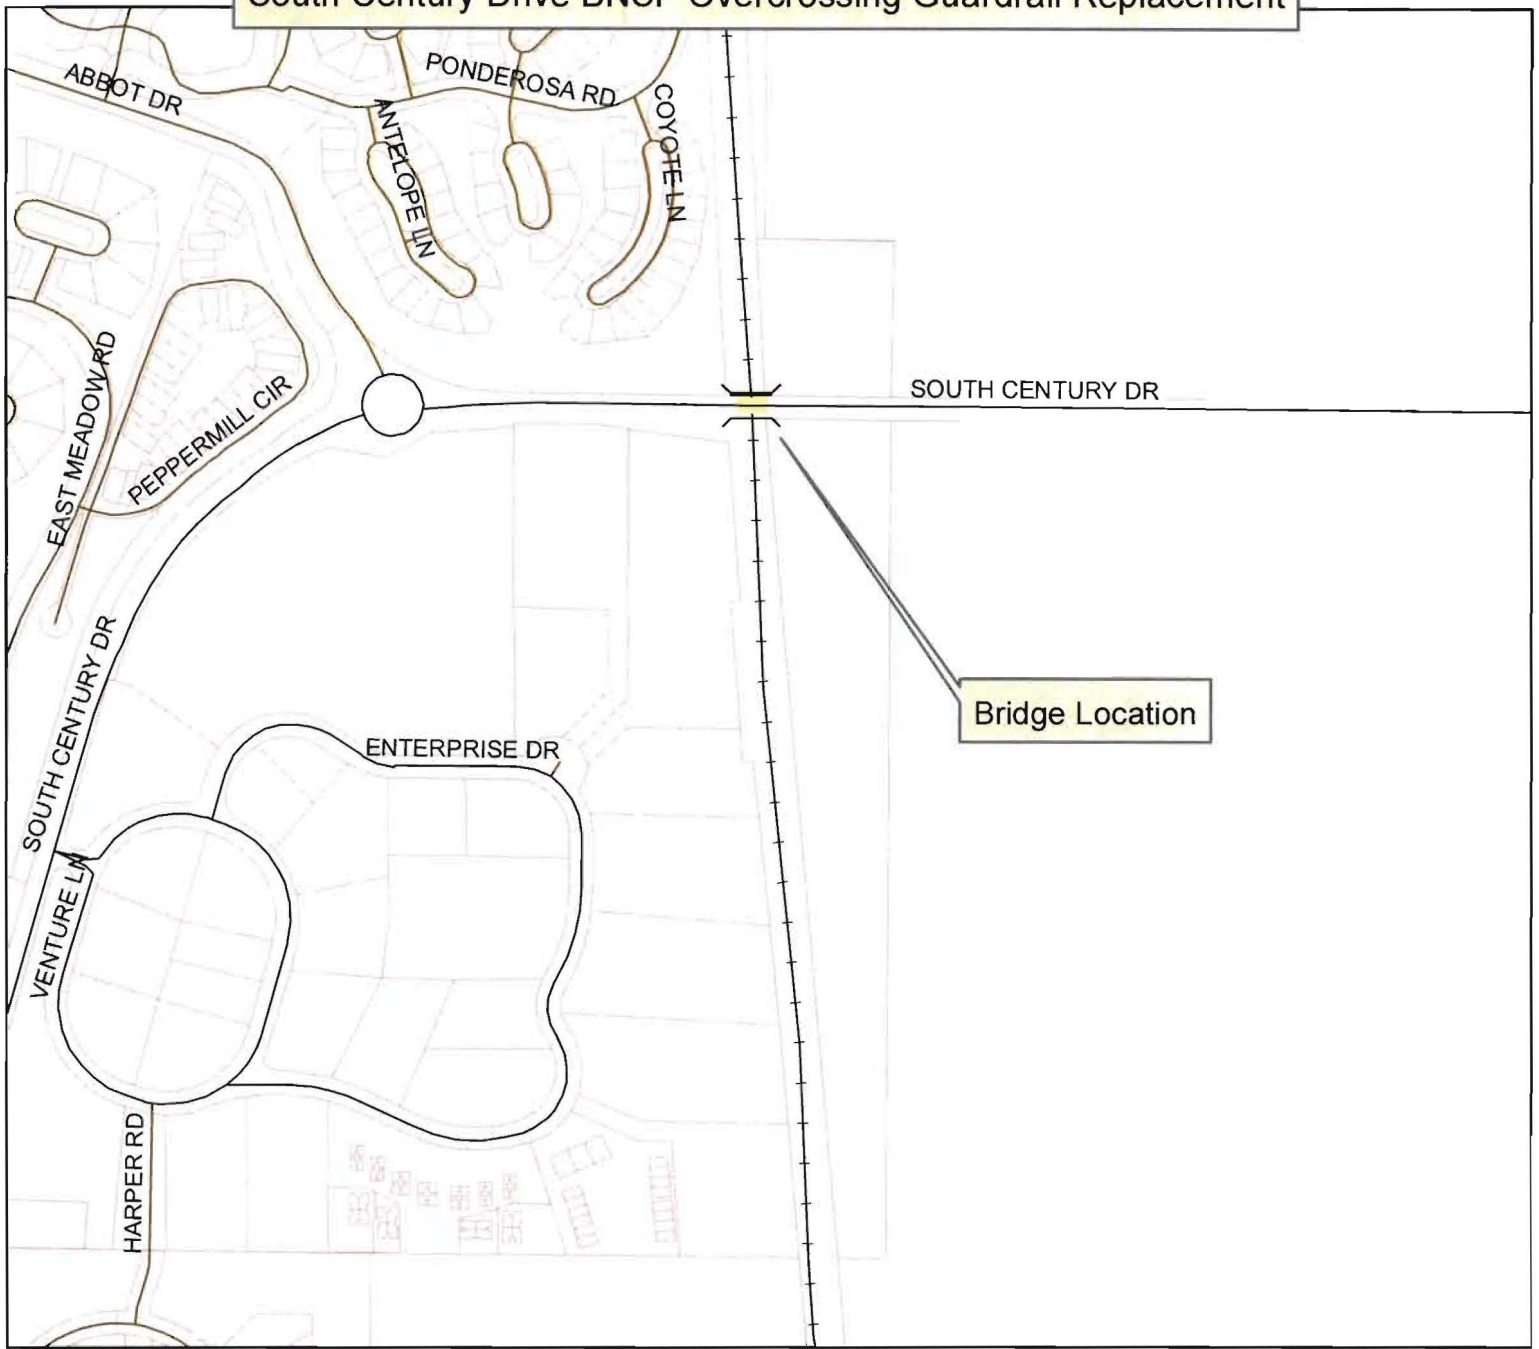 South Century Drive BNSF Overcrossing Guardrail Replacement
ABBOT DR
PONDEROSA RD
ANTELOPE LN
COYOTE LN
SOUTH CENTURY DR
EAST MEADOW RD
PEPPERMILL CIR
SOUTH CENTURY DR
Bridge Location
ENTERPRISE DR
VENTURE LN
HARPER RD